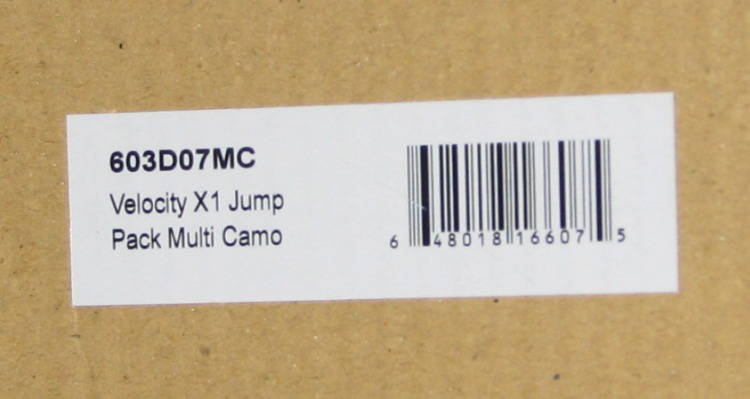 603D07MC
Velocity X1 Jump
Pack Multi Camo
6 48018 16607 5